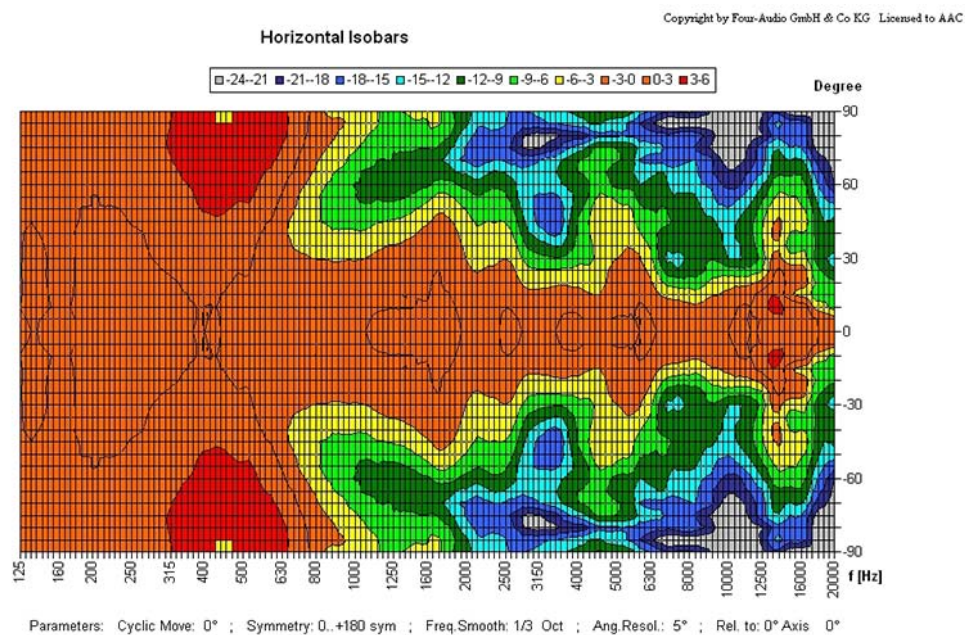 Copyright by Four-Audio GmbH & Co KG Licensed to AAC
Horizontal Isobars
-24--21 -21--18 -18--15 -15--12 -12--9 -9--6 -6-3 -3-0 0-3 3-6
Degree
90
60
30
0
-30
-60
-90
125 160 200 250 315 400 500 630 800 1000 1250 1600 2000 2500 3150 4000 5000 6300 8000 10000 12500 16000 20000
f [Hz]
Parameters: Cyclic Move: 0° ; Symmetry: 0..+180 sym ; Freq.Smooth: 1/3 Oct ; Ang.Resol.: 5° ; Rel. to: 0° Axis 0°